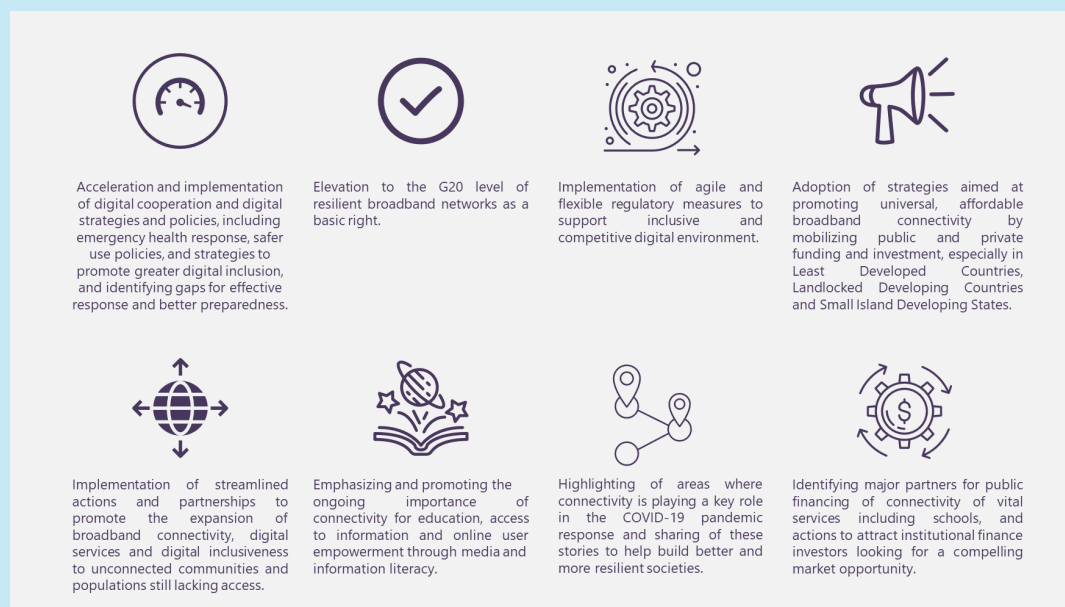 Acceleration and implementation
of digital cooperation and digital
strategies and policies, including
emergency health response, safer
use policies, and strategies to
promote greater digital inclusion,
and identifying gaps for effective
response and better preparedness.
Elevation to the G20 level of
resilient broadband networks as a
basic right.
Implementation of agile and
flexible regulatory measures to
support inclusive and
competitive digital environment.
Adoption of strategies aimed at
promoting universal, affordable
broadband connectivity by
mobilizing public and private
funding and investment, especially in
Least Developed Countries,
Landlocked Developing Countries
and Small Island Developing States.
Implementation of streamlined
actions and partnerships to
promote the expansion of
broadband connectivity, digital
services and digital inclusiveness
to unconnected communities and
populations still lacking access.
Emphasizing and promoting the
ongoing importance of
connectivity for education, access
to information and online user
empowerment through media and
information literacy.
Highlighting of areas where
connectivity is playing a key role
in the COVID-19 pandemic
response and sharing of these
stories to help build better and
more resilient societies.
$
Identifying major partners for public
financing of connectivity of vital
services including schools, and
actions to attract institutional finance
investors looking for a compelling
market opportunity.